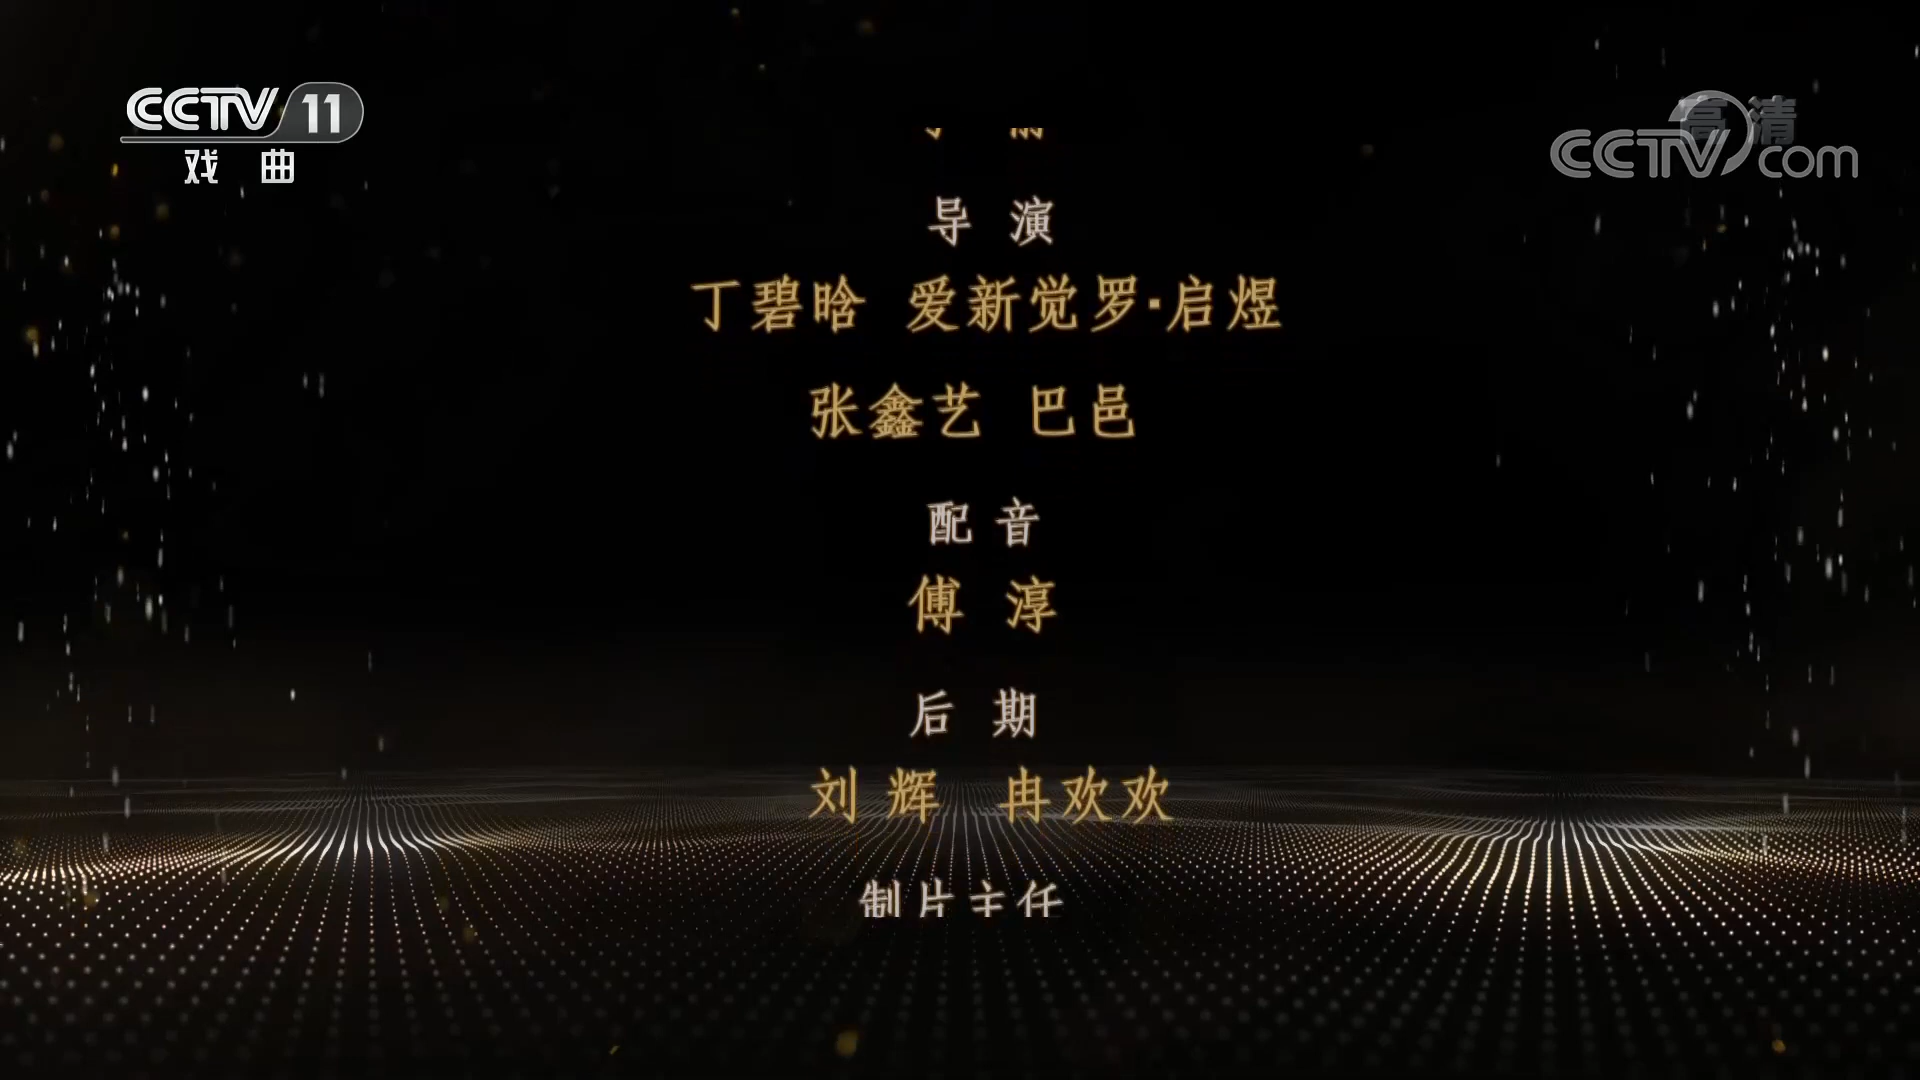 CCTV 11
戏 曲
高清
CCTV com
导 演
丁碧晗 爱新觉罗·启煜
张鑫艺 巴邑
配 音
傅 淳
后 期
刘 辉 冉欢欢
制片主任